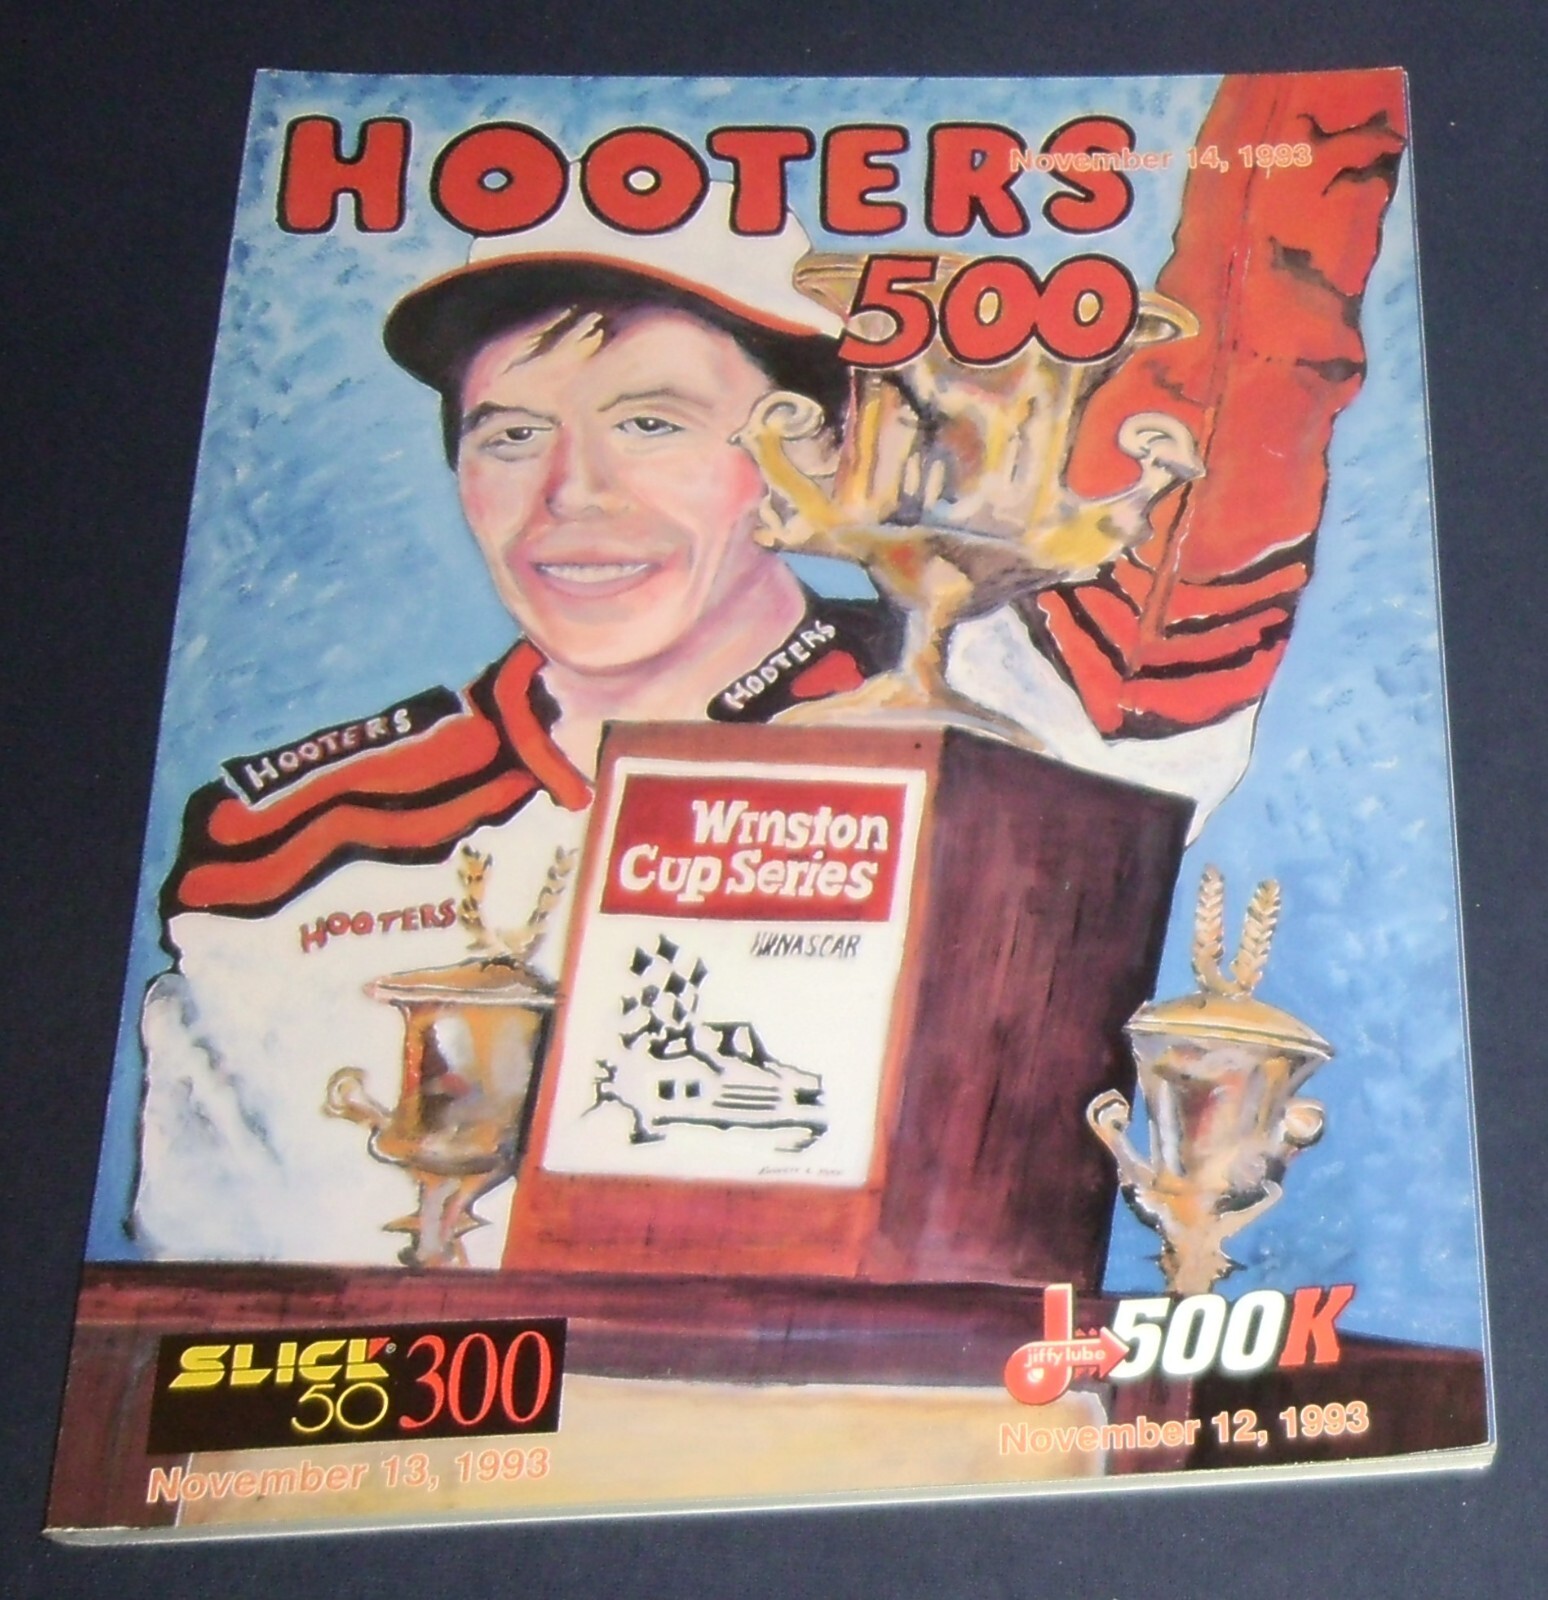 HOOTERS
November 14, 1993
500
HOOTERS
HOOTERS
HOOTERS
Winston
Cup Series
NASCAR
SLICK
50 300
November 13, 1993
jiffy lube 500K
November 12, 1993